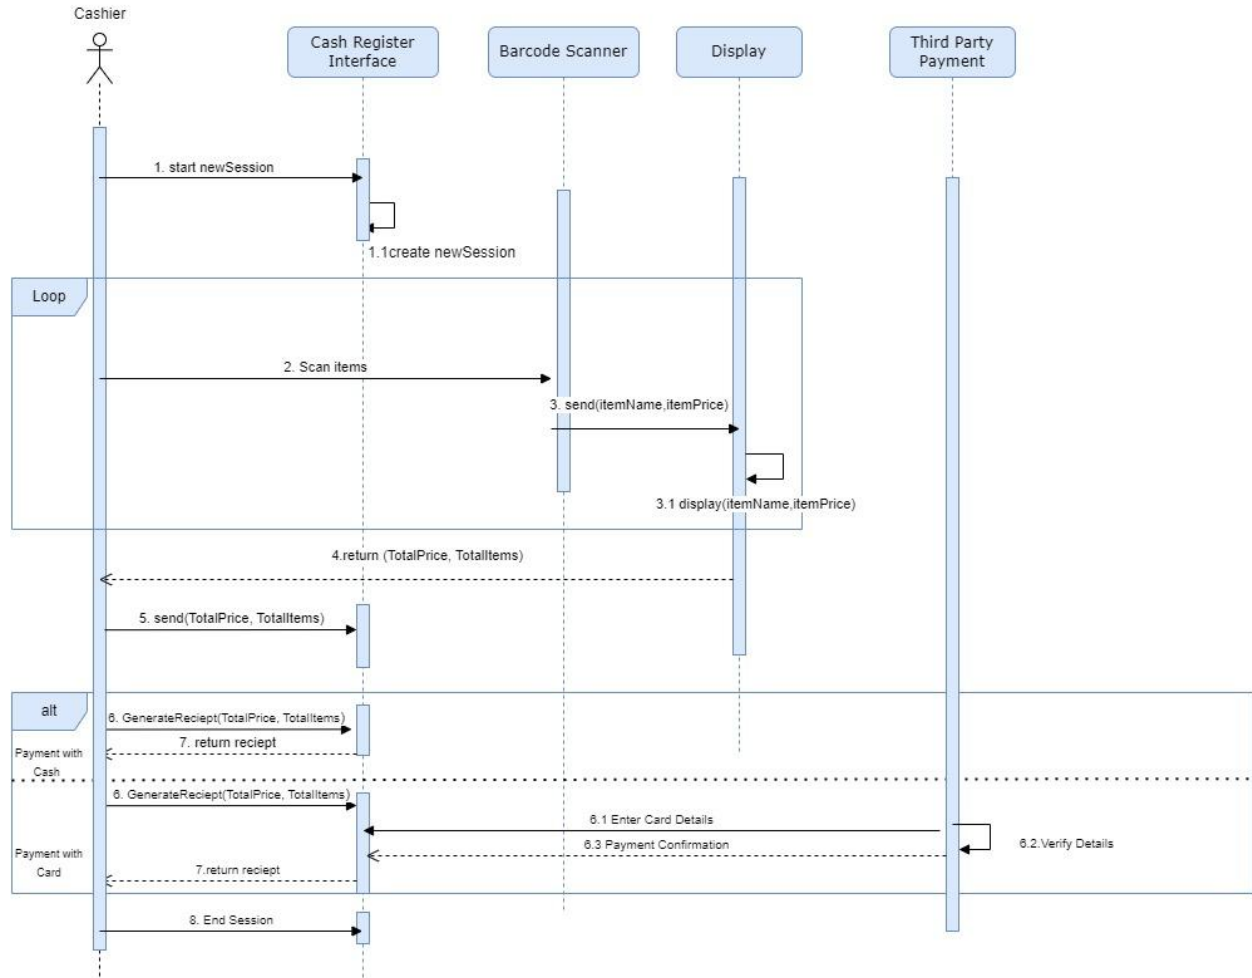 Cashier
Cash Register
Interface
Barcode Scanner
Display
Third Party
Payment
1. start newSession
1.1create newSession
Loop
2. Scan items
3. send(itemName,itemPrice)
3.1 display(itemName,itemPrice)
4.return (TotalPrice, TotalItems)
5. send(TotalPrice, TotalItems)
alt
6. GenerateReciept(TotalPrice, TotalItems)
7. return reciept
Payment with
Cash
6. GenerateReciept(TotalPrice, TotalItems)
6.1 Enter Card Details
6.2.Verify Details
6.3 Payment Confirmation
Payment with
Card
7.return reciept
8. End Session